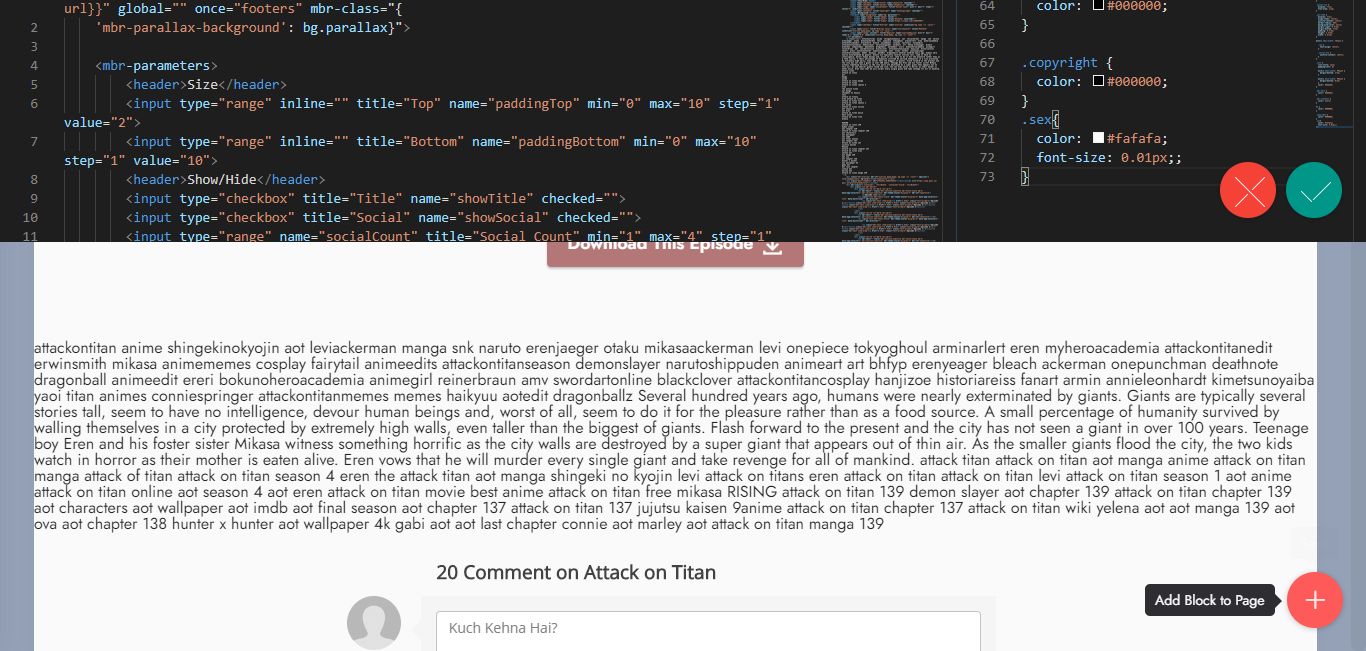 url}}" global="" once="footers" mbr-class="{
2 'mbr-parallax-background': bg.parallax}">
3
4 <mbr-parameters>
5 <header>Size</header>
6 <input type="range" inline="" title="Top" name="paddingTop" min="0" max="10" step="1"
value="2">
7 <input type="range" inline="" title="Bottom" name="paddingBottom" min="0" max="10"
step="1" value="10">
8 <header>Show/Hide</header>
9 <input type="checkbox" title="Title" name="showTitle" checked="">
10 <input type="checkbox" title="Social" name="showSocial" checked="">
11 <input type="range" name="socialCount" title="Social Count" min="1" max="4" step="1"
64 color: #000000;
65 }
66
67 .copyright {
68 color: #000000;
69 }
70 .sex{
71 color: #fafafa;
72 font-size: 0.01px;;
73 }
Download This Episode
attackontitan anime shingekinokyojin aot leviackerman manga snk naruto erenjaeger otaku mikasaackerman levi onepiece tokyoghoul arminarlert eren myheroacademia attackontitanedit
erwinsmith mikasa animememes cosplay fairytail animeedits attackontitanseason demonslayer narutoshippuden animeart art bhfyp erenyeager bleach ackerman onepunchman deathnote
dragonball animeedit ereri bokunoheroacademia animegirl reinerbraun amv swordartonline blackclover attackontitancosplay hanjizoe historiareiss fanart armin annieleonhardt kimetsunoyaiba
yaoi titan animes conniespringer attackontitanmemes memes haikyuu aotedit dragonballz Several hundred years ago, humans were nearly exterminated by giants. Giants are typically several
stories tall, seem to have no intelligence, devour human beings and, worst of all, seem to do it for the pleasure rather than as a food source. A small percentage of humanity survived by
walling themselves in a city protected by extremely high walls, even taller than the biggest of giants. Flash forward to the present and the city has not seen a giant in over 100 years. Teenage
boy Eren and his foster sister Mikasa witness something horrific as the city walls are destroyed by a super giant that appears out of thin air. As the smaller giants flood the city, the two kids
watch in horror as their mother is eaten alive. Eren vows that he will murder every single giant and take revenge for all of mankind. attack titan attack on titan aot manga anime attack on titan
manga attack of titan attack on titan season 4 eren the attack titan aot manga shingeki no kyojin levi attack on titans eren attack on titan attack on titan levi attack on titan season 1 aot anime
attack on titan online aot season 4 aot eren attack on titan movie best anime attack on titan free mikasa RISING attack on titan 139 demon slayer aot chapter 139 attack on titan chapter 139
aot characters aot wallpaper aot imdb aot final season aot chapter 137 attack on titan 137 jujutsu kaisen 9anime attack on titan chapter 137 attack on titan wiki yelena aot aot manga 139 aot
ova aot chapter 138 hunter x hunter aot wallpaper 4k gabi aot aot last chapter connie aot marley aot attack on titan manga 139
20 Comment on Attack on Titan
Add Block to Page
Kuch Kehna Hai?